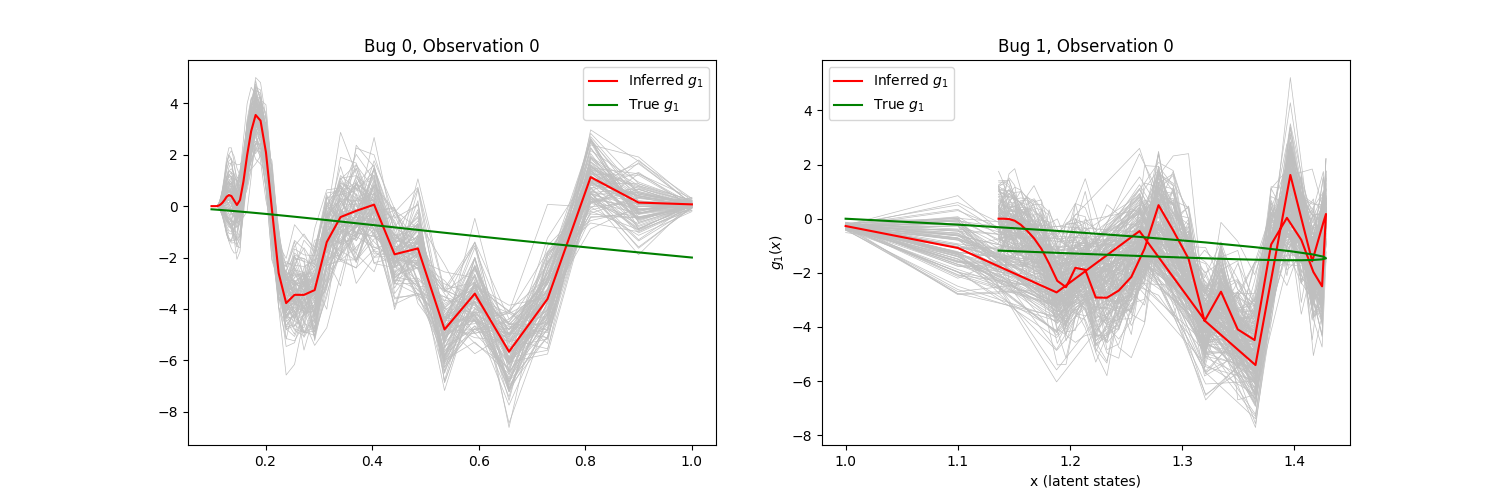 Bug 0, Observation 0
Inferred g₁
True g₁
4
2
0
−2
−4
−6
−8
0.2 0.4 0.6 0.8 1.0
Bug 1, Observation 0
Inferred g₁
True g₁
g₁(x)
4
2
0
−2
−4
−6
−8
1.0 1.1 1.2 1.3 1.4
x (latent states)